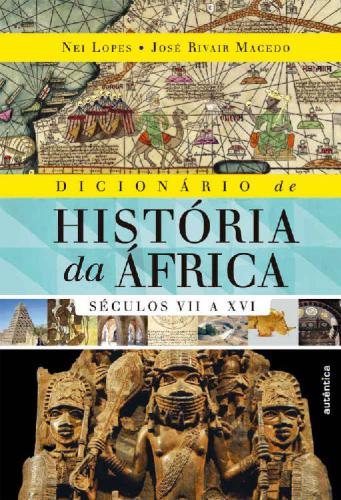 NEI LOPES • JOSÉ RIVAIR MACEDO
DICIONÁRIO de
HISTÓRIA
da ÁFRICA
SÉCULOS VII A XVI
autêntica